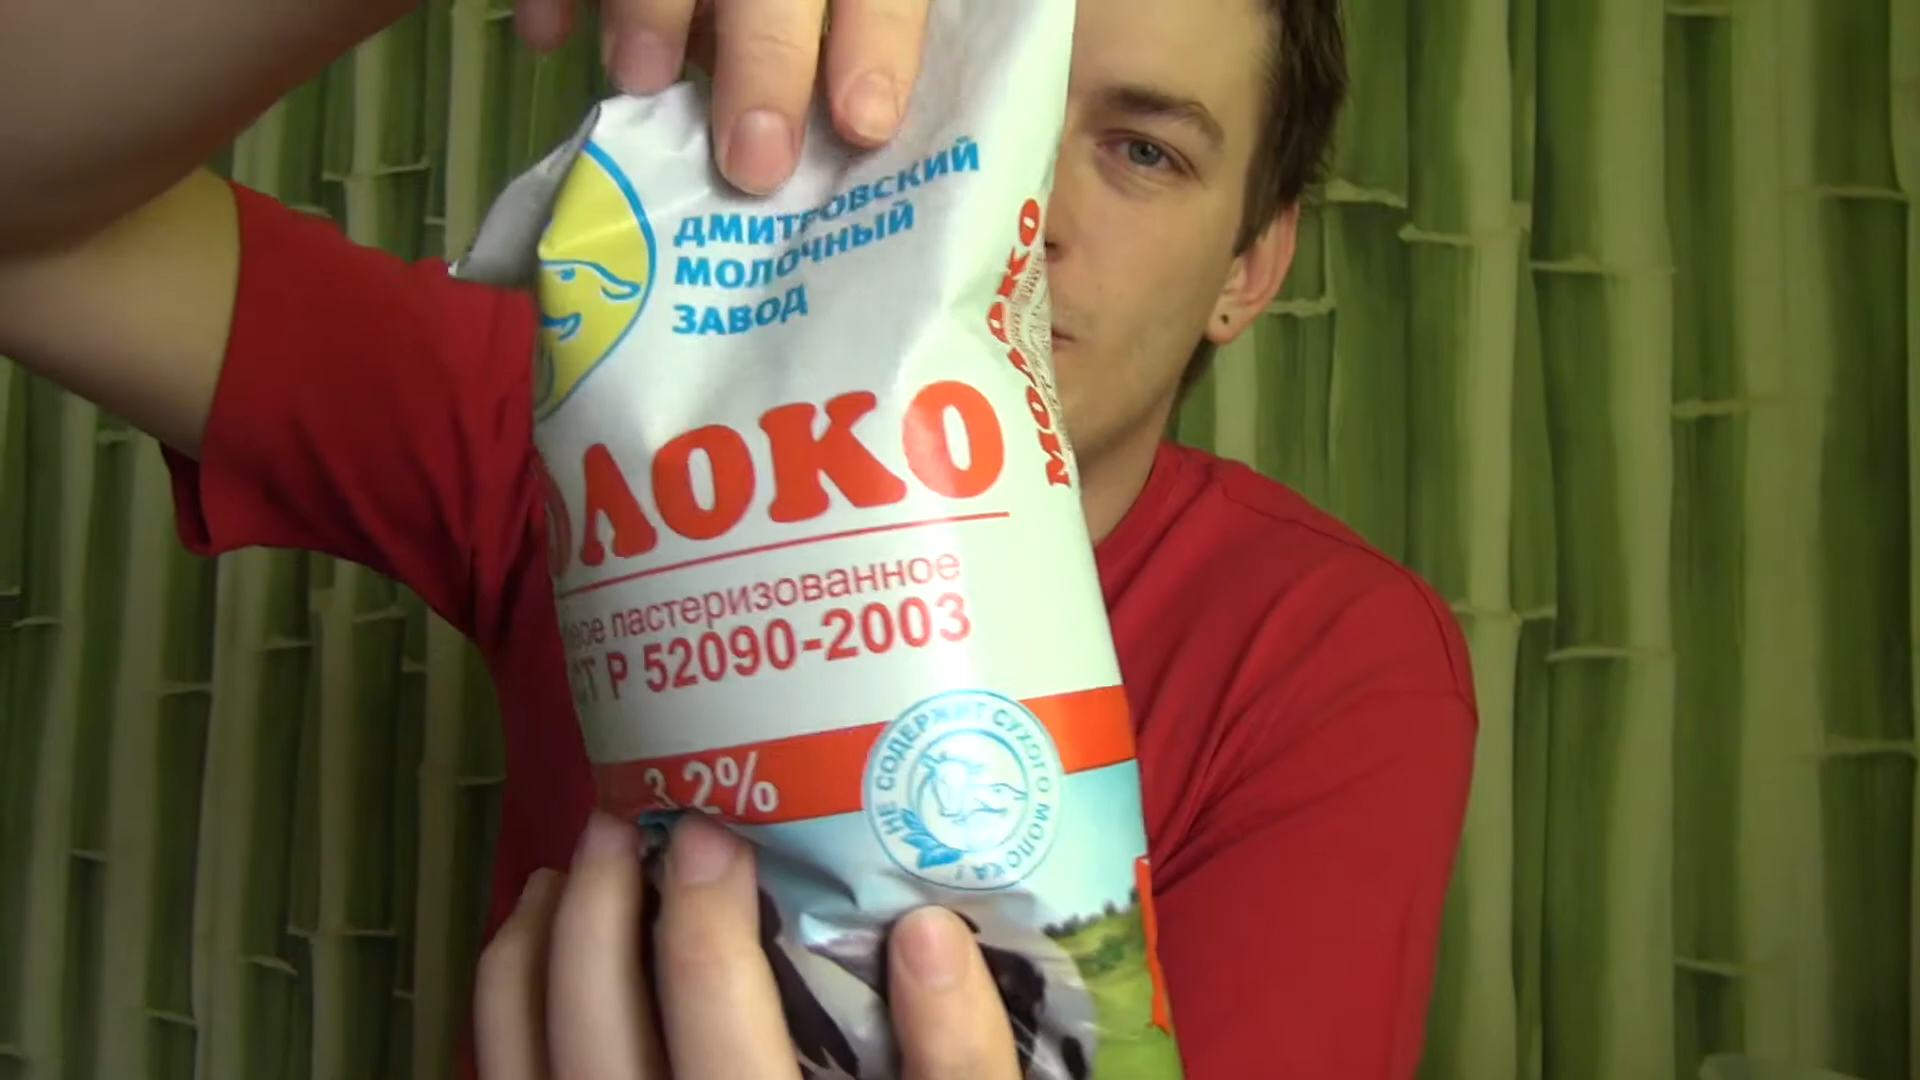 ДМИТРОВСКИЙ
МОЛОЧНЫЙ
ЗАВОД
МОЛОКО
ОЛОКО
пастеризованное
СТ Р 52090-2003
3,2%
НЕ СОДЕРЖИТ СУХОГО МОЛОКА!